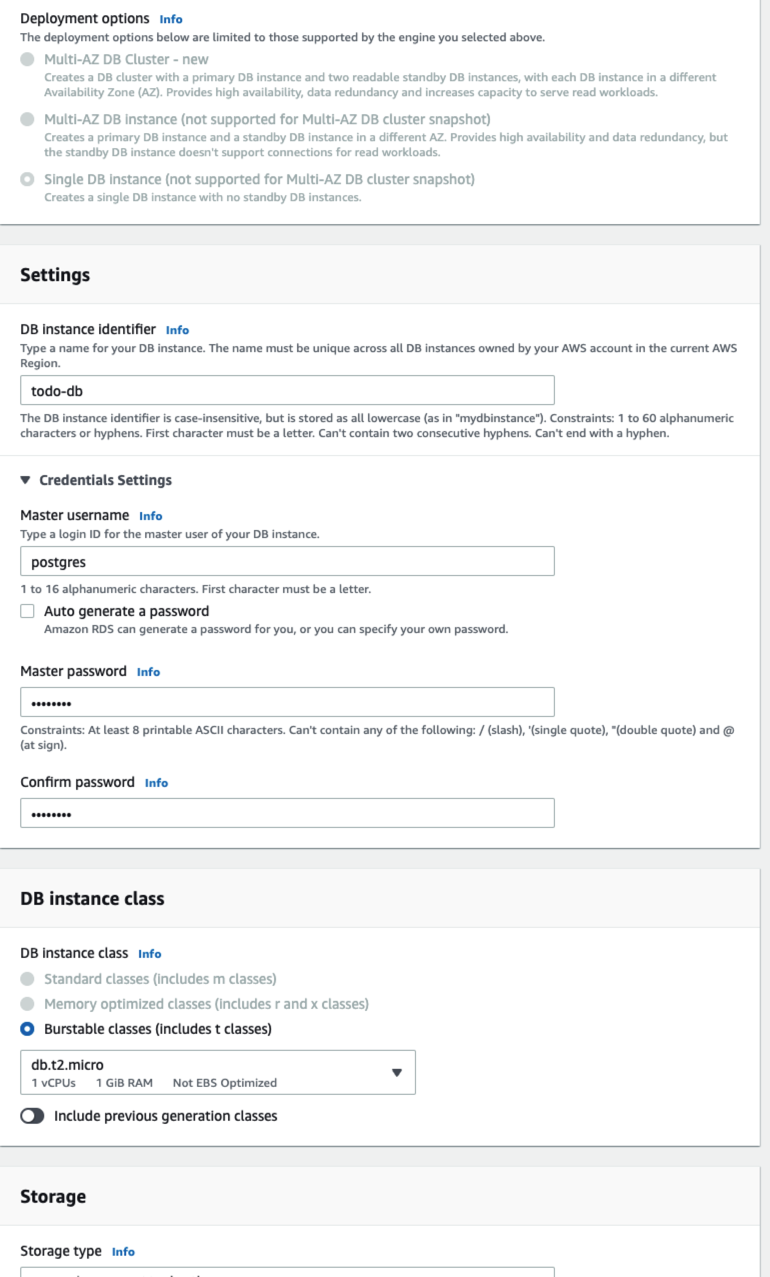 Deployment options Info
The deployment options below are limited to those supported by the engine you selected above.
Multi-AZ DB Cluster - new
Creates a DB cluster with a primary DB instance and two readable standby DB instances, with each DB instance in a different
Availability Zone (AZ). Provides high availability, data redundancy and increases capacity to serve read workloads.
Multi-AZ DB instance (not supported for Multi-AZ DB cluster snapshot)
Creates a primary DB instance and a standby DB instance in a different AZ. Provides high availability and data redundancy, but
the standby DB instance doesn't support connections for read workloads.
Single DB instance (not supported for Multi-AZ DB cluster snapshot)
Creates a single DB instance with no standby DB instances.
Settings
DB instance identifier Info
Type a name for your DB instance. The name must be unique across all DB instances owned by your AWS account in the current AWS
Region.
todo-db
The DB instance identifier is case-insensitive, but is stored as all lowercase (as in "mydbinstance"). Constraints: 1 to 60 alphanumeric
characters or hyphens. First character must be a letter. Can't contain two consecutive hyphens. Can't end with a hyphen.
Credentials Settings
Master username Info
Type a login ID for the master user of your DB instance.
postgres
1 to 16 alphanumeric characters. First character must be a letter.
Auto generate a password
Amazon RDS can generate a password for you, or you can specify your own password.
Master password Info
••••••••
Constraints: At least 8 printable ASCII characters. Can't contain any of the following: / (slash), '(single quote), "(double quote) and @
(at sign).
Confirm password Info
••••••••
DB instance class
DB instance class Info
Standard classes (includes m classes)
Memory optimized classes (includes r and x classes)
Burstable classes (includes t classes)
db.t2.micro
1 vCPUs 1 GiB RAM Not EBS Optimized
Include previous generation classes
Storage
Storage type Info